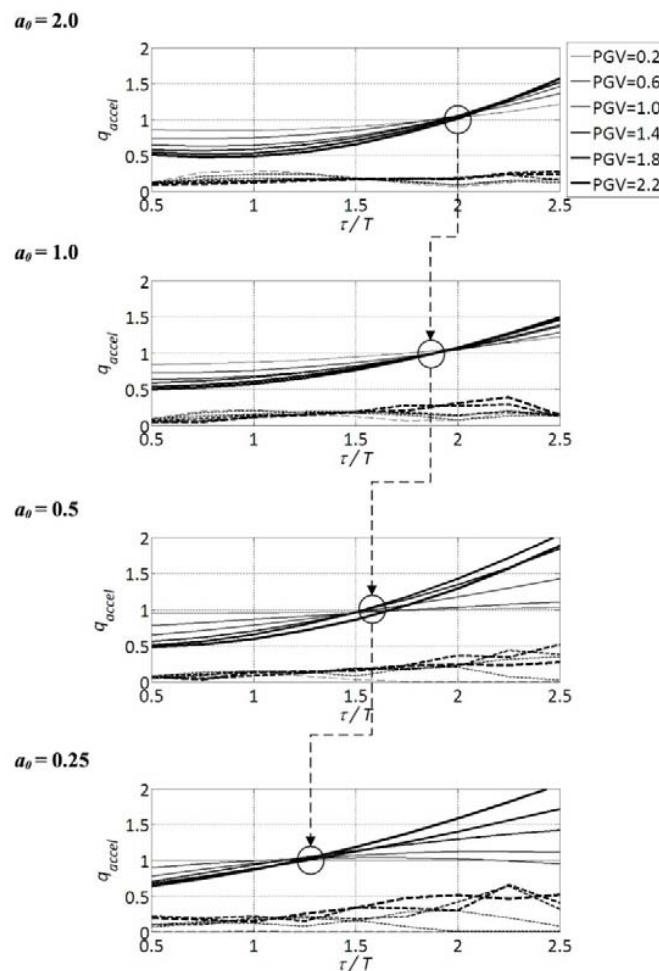 a₀ = 2.0
2
1.5
1
0.5
0
q_accel
0.5 1 1.5 2 2.5
τ/T
PGV=0.2
PGV=0.6
PGV=1.0
PGV=1.4
PGV=1.8
PGV=2.2
a₀ = 1.0
2
1.5
1
0.5
0
q_accel
0.5 1 1.5 2 2.5
τ/T
a₀ = 0.5
2
1.5
1
0.5
0
q_accel
0.5 1 1.5 2 2.5
τ/T
a₀ = 0.25
2
1.5
1
0.5
0
q_accel
0.5 1 1.5 2 2.5
τ/T